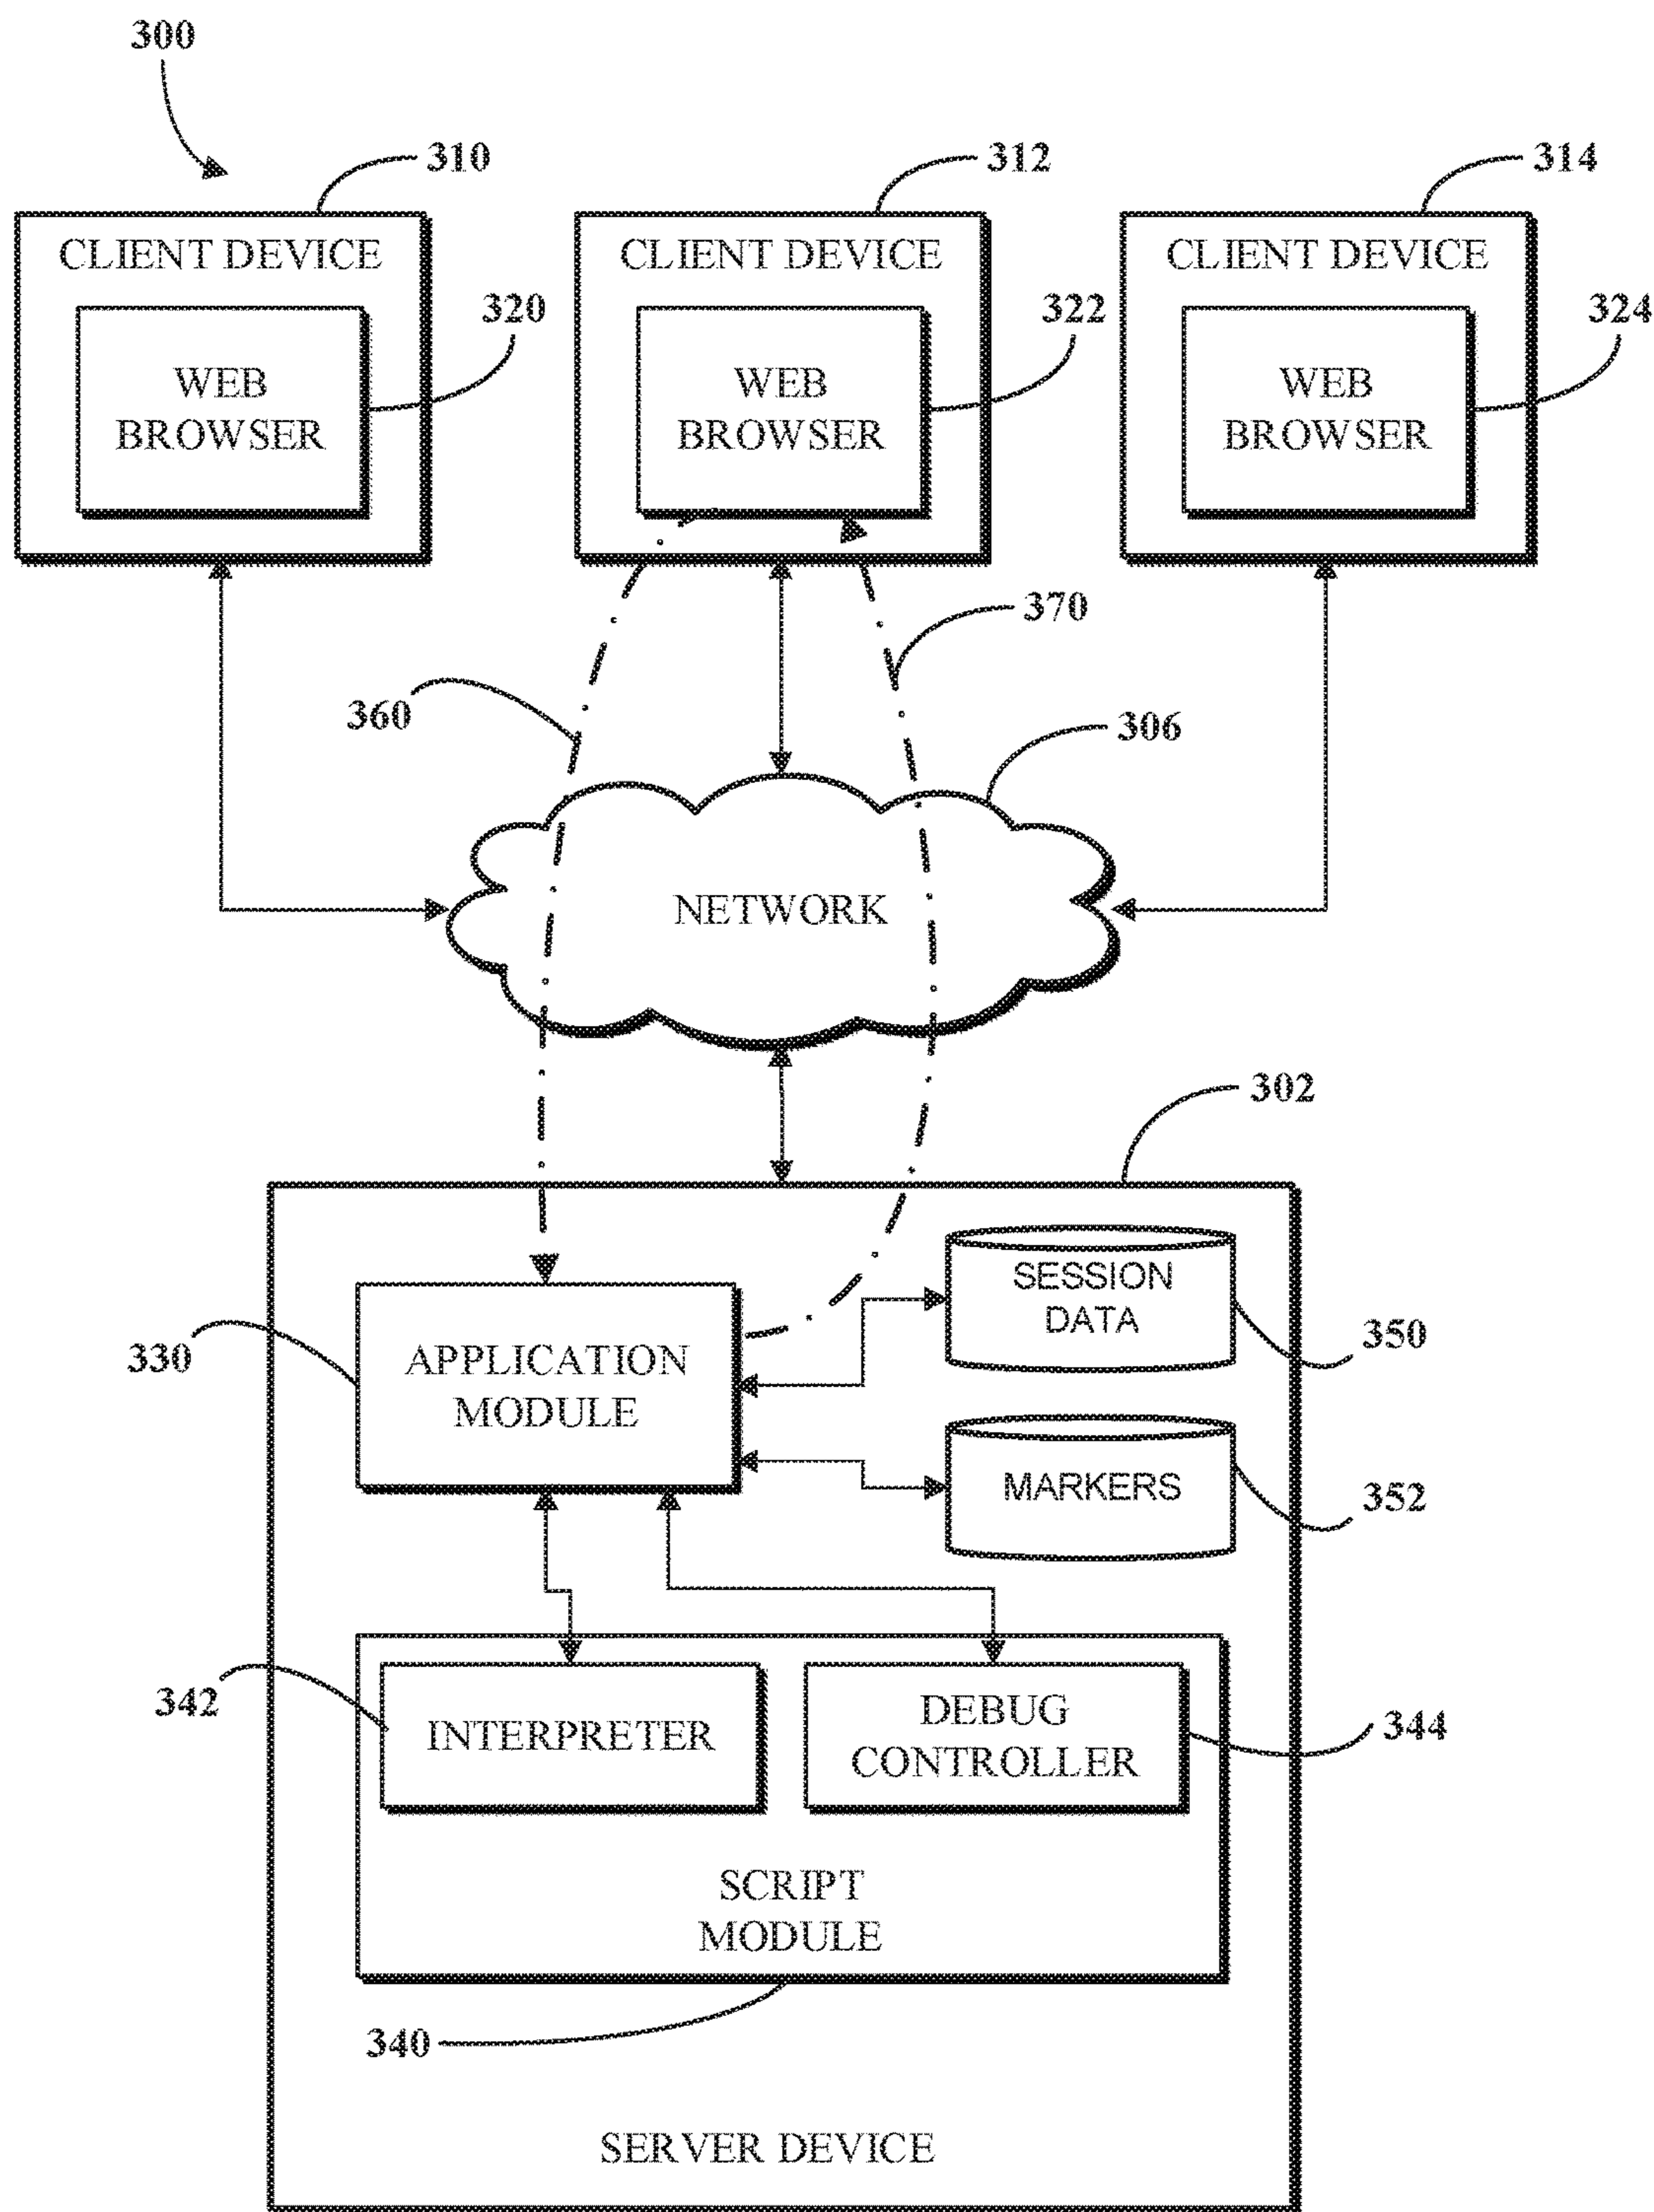 300
310
312
314
CLIENT DEVICE
CLIENT DEVICE
CLIENT DEVICE
320
322
324
WEB
BROWSER
WEB
BROWSER
WEB
BROWSER
370
360
306
NETWORK
302
SESSION
DATA
350
330
APPLICATION
MODULE
MARKERS
352
342
INTERPRETER
DEBUG
CONTROLLER
344
SCRIPT
MODULE
340
SERVER DEVICE